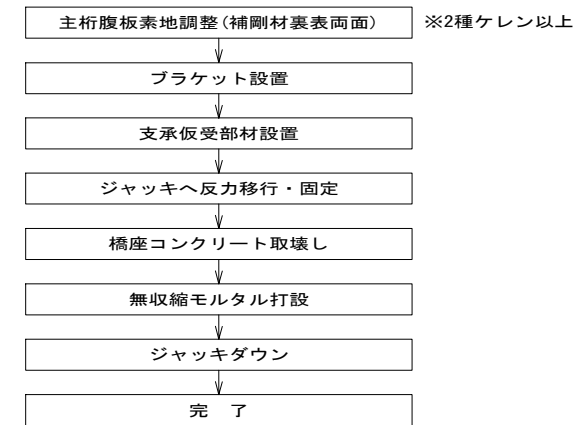 主桁腹板素地調整(補剛材裏表両面) ※2種ケレン以上
ブラケット設置
支承仮受部材設置
ジャッキへ反力移行・固定
橋座コンクリート取壊し
無収縮モルタル打設
ジャッキダウン
完　了